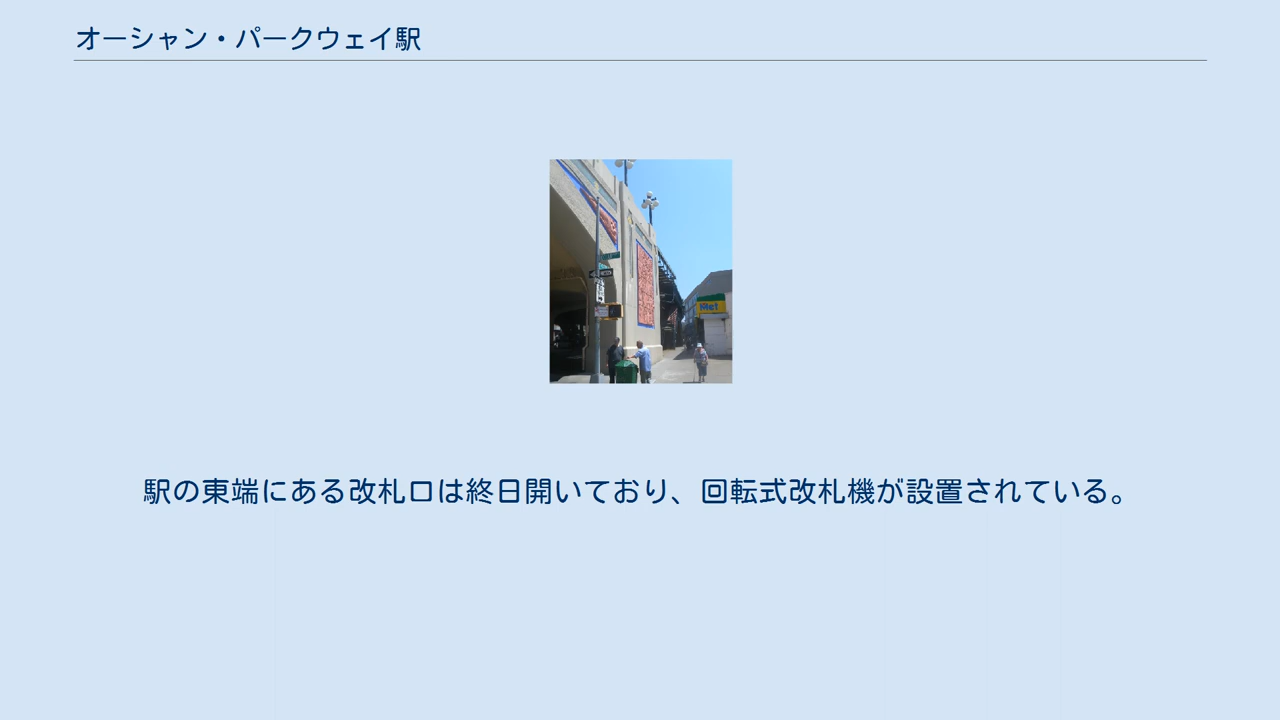 オーシャン・パークウェイ駅
Met
駅の東端にある改札口は終日開いており、回転式改札機が設置されている。